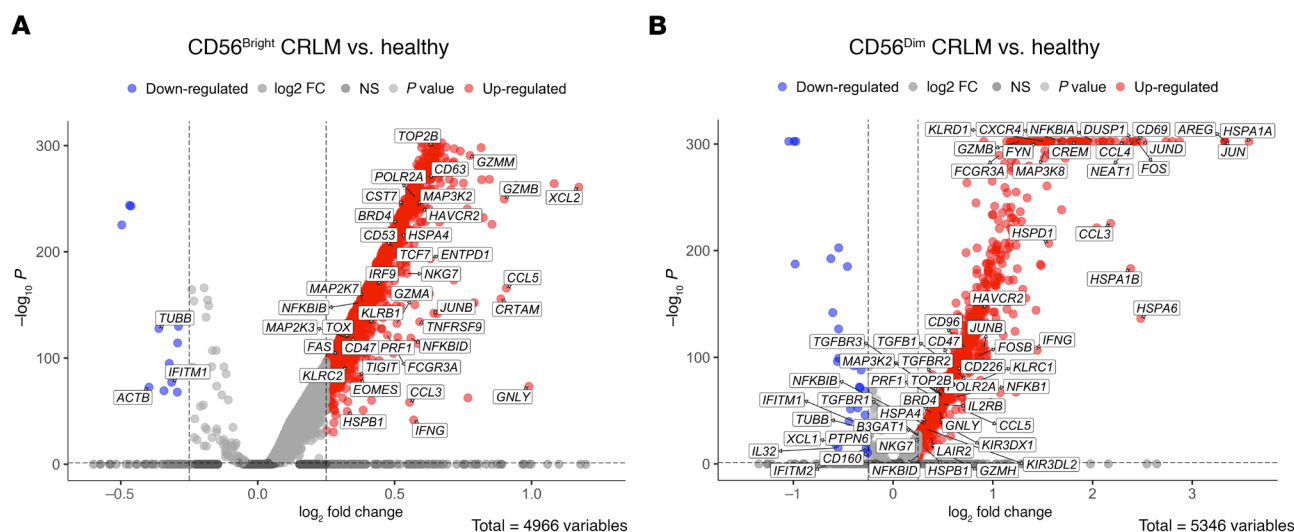 A
CD56Bright CRLM vs. healthy
Down-regulated log2 FC NS P value Up-regulated
300
200
100
0
−log10 P
TOP2B
GZMM
CD63
POLR2A
GZMB
XCL2
CST7
MAP3K2
BRD4
HAVCR2
CD53
HSPA4
TCF7
ENTPD1
IRF9
NKG7
CCL5
MAP2K7
GZMA
NFKBIB
KLRB1
JUNB
CRTAM
TUBB
MAP2K3
TOX
TNFRSF9
FAS
CD47
PRF1
NFKBID
IFITM1
KLRC2
TIGIT
FCGR3A
ACTB
EOMES
CCL3
GNLY
HSPB1
IFNG
−0.5 0.0 0.5 1.0
log2 fold change
Total = 4966 variables
B
CD56Dim CRLM vs. healthy
Down-regulated log2 FC NS P value Up-regulated
300
200
100
0
−log10 P
KLRD1
CXCR4
NFKBIA
DUSP1
CD69
AREG
HSPA1A
GZMB
FYN
CREM
CCL4
JUND
JUN
FCGR3A
MAP3K8
NEAT1
FOS
HSPD1
CCL3
HSPA1B
HAVCR2
HSPA6
CD96
JUNB
TGFBR3
TGFB1
CD47
FOSB
IFNG
MAP3K2
TGFBR2
CD226
KLRC1
NFKBIB
PRF1
TOP2B
POLR2A
NFKB1
IFITM1
TGFBR1
BRD4
IL2RB
TUBB
HSPA4
B3GAT1
GNLY
CCL5
XCL1
PTPN6
NKG7
KIR3DX1
IL32
CD160
LAIR2
IFITM2
NFKBID
HSPB1
GZMH
KIR3DL2
−1 0 1 2 3
log2 fold change
Total = 5346 variables